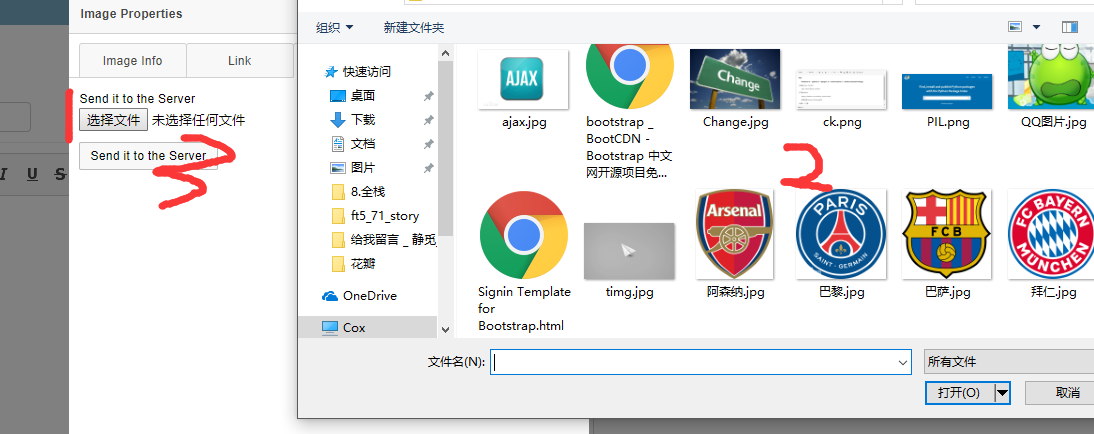 Image Properties
Image Info
Link
Send it to the Server
选择文件 未选择任何文件
Send it to the Server
I U S
2
3
组织
新建文件夹
快速访问
桌面
下载
文档
图片
8.全栈
ft5_71_story
给我留言 _ 静觅_
花瓣
OneDrive
Cox
AJAX
Change
ajax.jpg
bootstrap _
BootCDN -
Bootstrap 中文
网开源项目免...
Change.jpg
ck.png
PIL.png
QQ图片.jpg
Arsenal
PARIS
SAINT-GERMAIN
FCB
FC BAYERN
MÜNCHEN
Signin Template
for
Bootstrap.html
timg.jpg
阿森纳.jpg
巴黎.jpg
巴萨.jpg
拜仁.jpg
文件名(N):
所有文件
打开(O)
取消